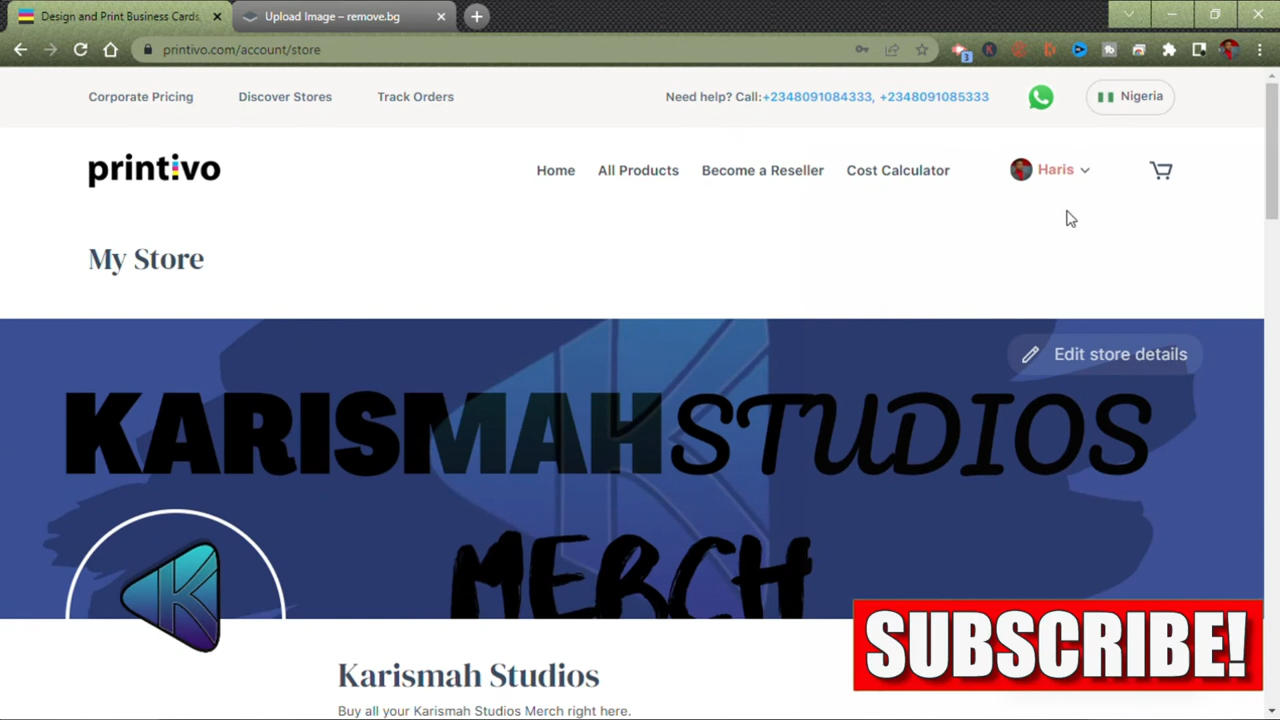 Design and Print Business Cards,
Upload Image – remove.bg
printivo.com/account/store
3
Corporate Pricing
Discover Stores
Track Orders
Need help? Call:+2348091084333, +2348091085333
Nigeria
printivo
Home
All Products
Become a Reseller
Cost Calculator
Haris
My Store
Edit store details
KARISMAHSTUDIOS
MERCH
K
Karismah Studios
Buy all your Karismah Studios Merch right here.
SUBSCRIBE!